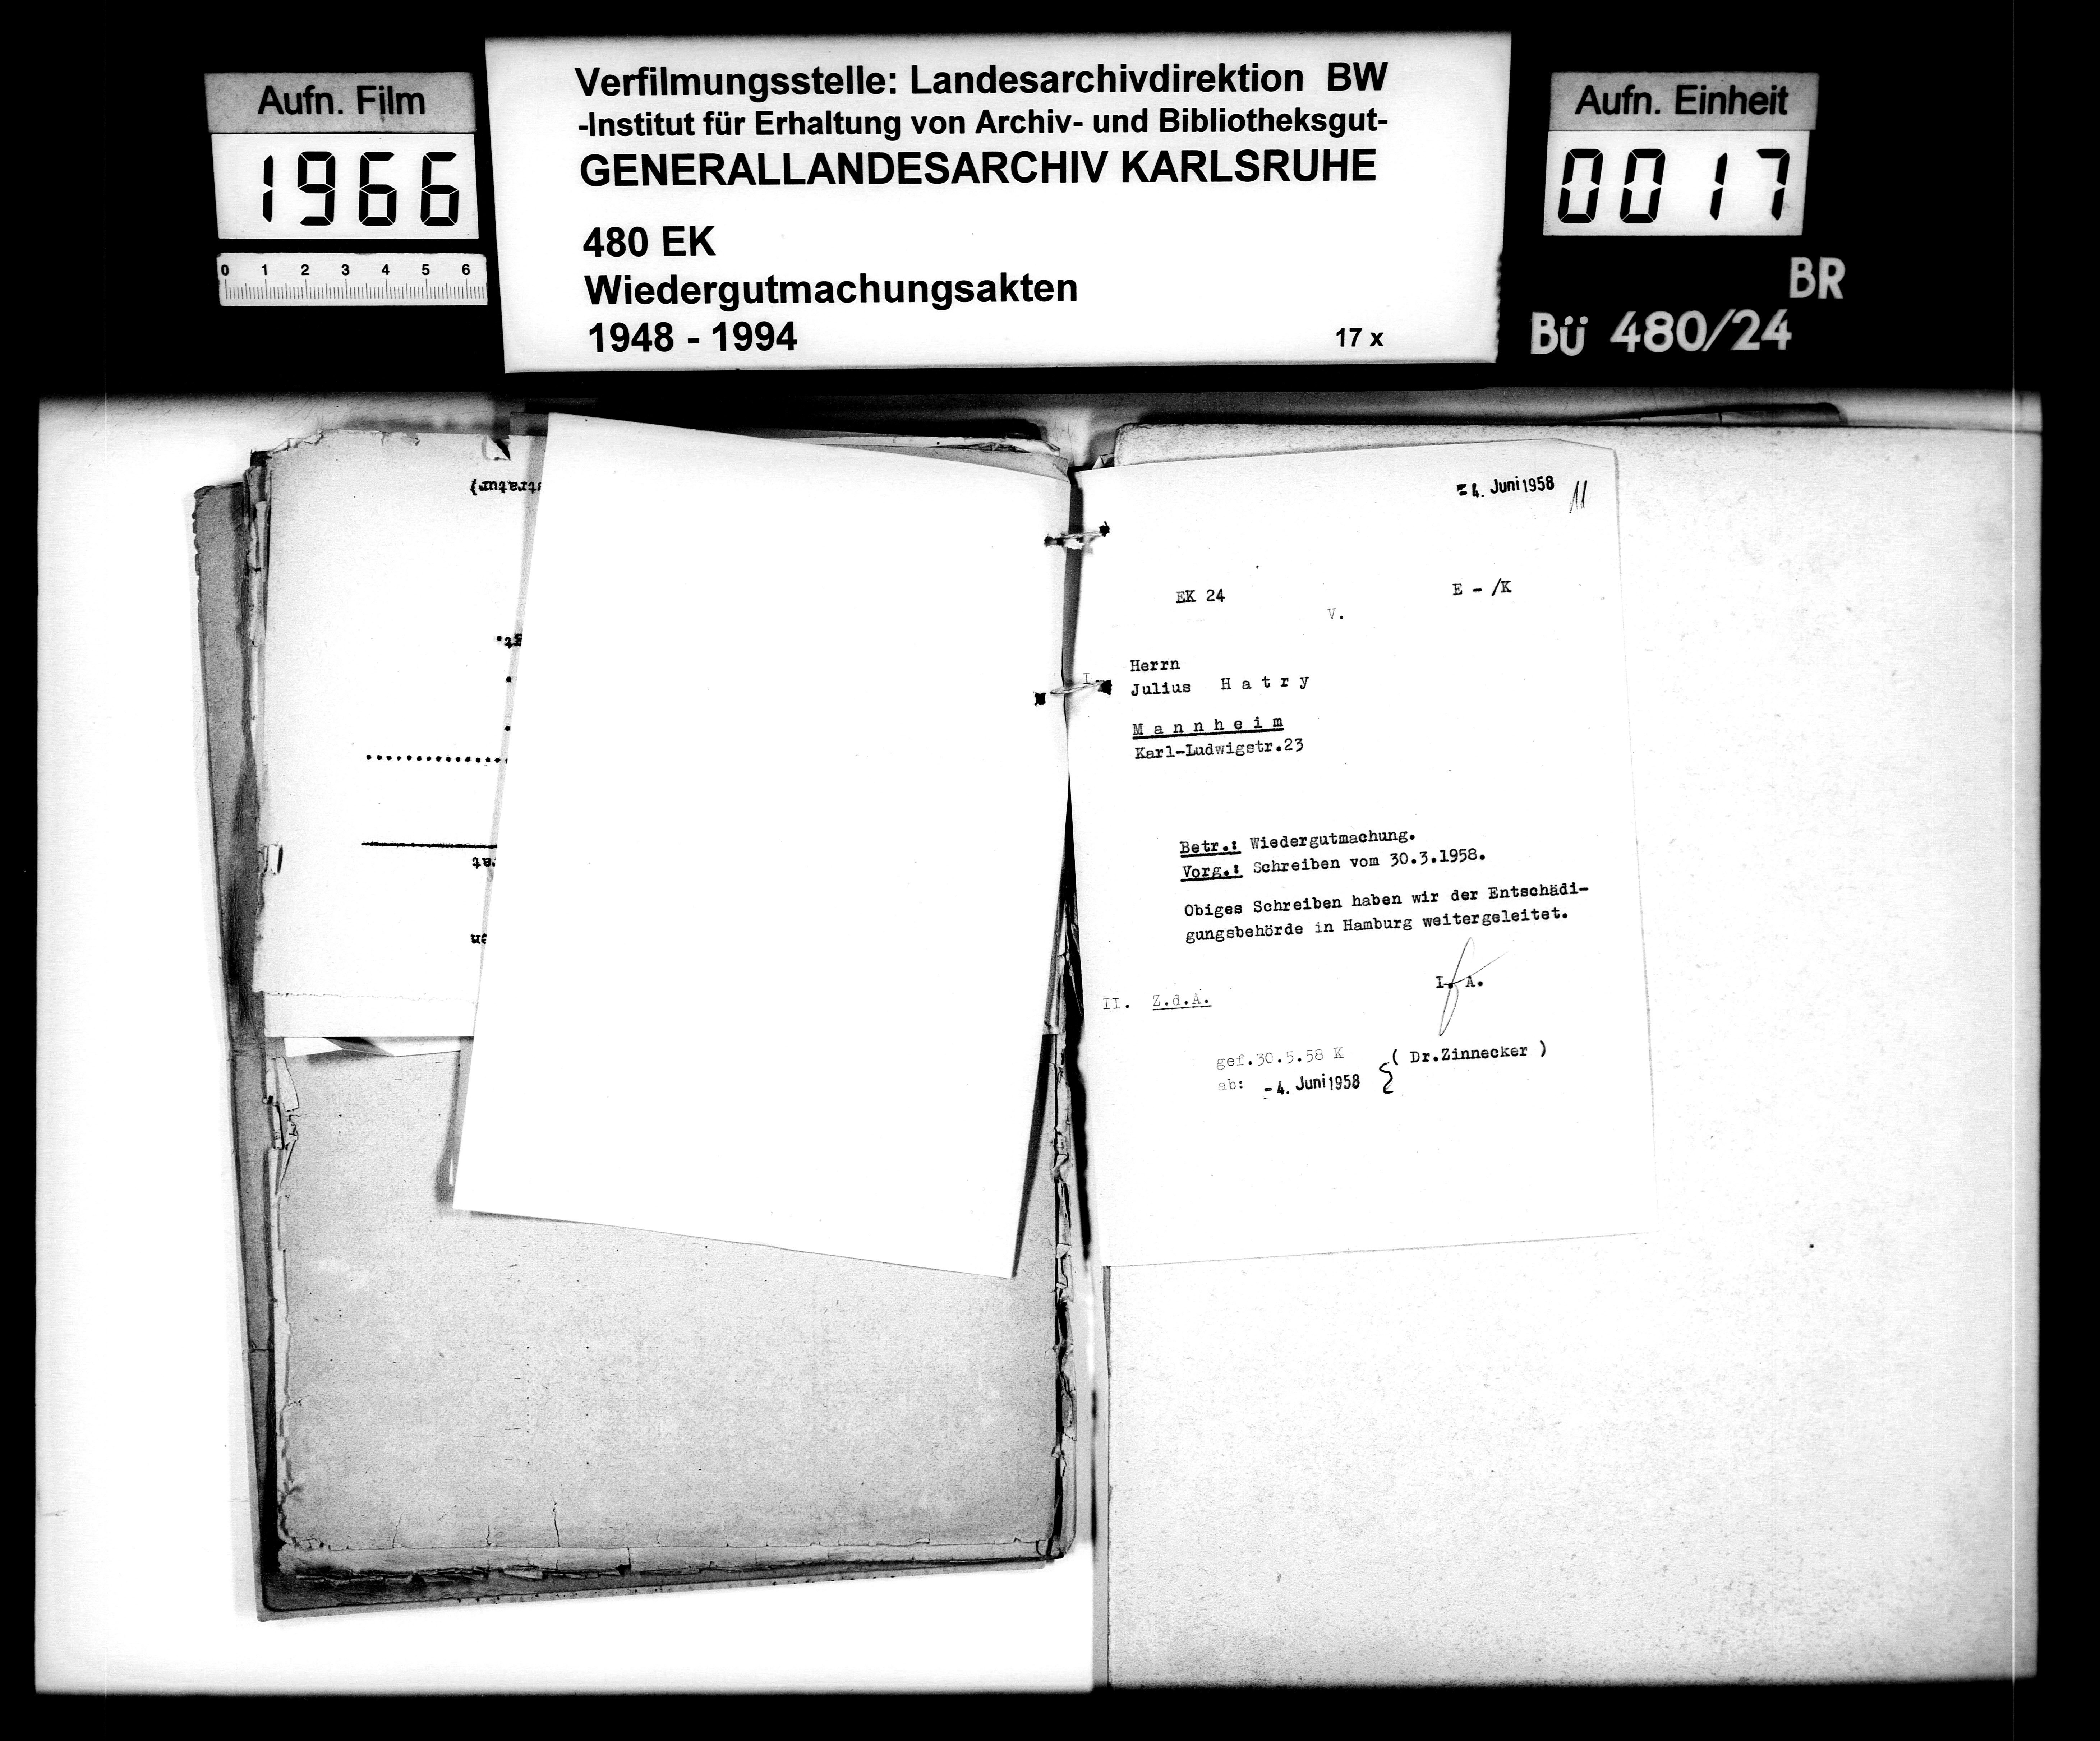 Aufn. Film
1966
0 1 2 3 4 5 6
Verfilmungsstelle: Landesarchivdirektion BW
-Institut für Erhaltung von Archiv- und Bibliotheksgut-
GENERALLANDESARCHIV KARLSRUHE
480 EK
Wiedergutmachungsakten
1948 - 1994
17 x
Aufn. Einheit
0017
BR
Bü 480/24
-4. Juni 1958
11
EK 24
E - /K
V.
I.
Herrn
Julius H a t r y
M a n n h e i m
Karl-Ludwigstr.23
Betr.: Wiedergutmachung.
Vorg.: Schreiben vom 30.3.1958.
Obiges Schreiben haben wir der Entschädi-
gungsbehörde in Hamburg weitergeleitet.
I. A.
II. Z.d.A.
gef.30.5.58 K
( Dr.Zinnecker )
ab: -4. Juni 1958